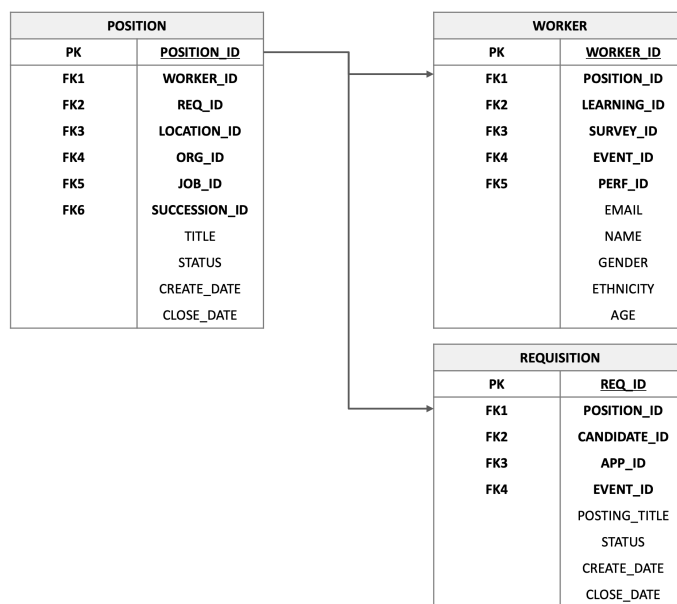 POSITION
PK POSITION_ID
FK1 WORKER_ID
FK2 REQ_ID
FK3 LOCATION_ID
FK4 ORG_ID
FK5 JOB_ID
FK6 SUCCESSION_ID
TITLE
STATUS
CREATE_DATE
CLOSE_DATE
WORKER
PK WORKER_ID
FK1 POSITION_ID
FK2 LEARNING_ID
FK3 SURVEY_ID
FK4 EVENT_ID
FK5 PERF_ID
EMAIL
NAME
GENDER
ETHNICITY
AGE
REQUISITION
PK REQ_ID
FK1 POSITION_ID
FK2 CANDIDATE_ID
FK3 APP_ID
FK4 EVENT_ID
POSTING_TITLE
STATUS
CREATE_DATE
CLOSE_DATE